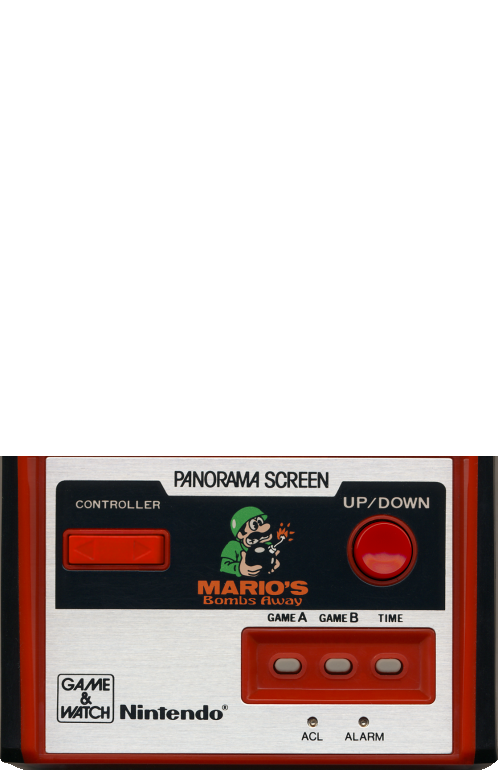 PANORAMA SCREEN
CONTROLLER
UP/DOWN
MARIO'S
Bombs Away
GAME A GAME B TIME
GAME
&
WATCH
Nintendo®
ACL ALARM